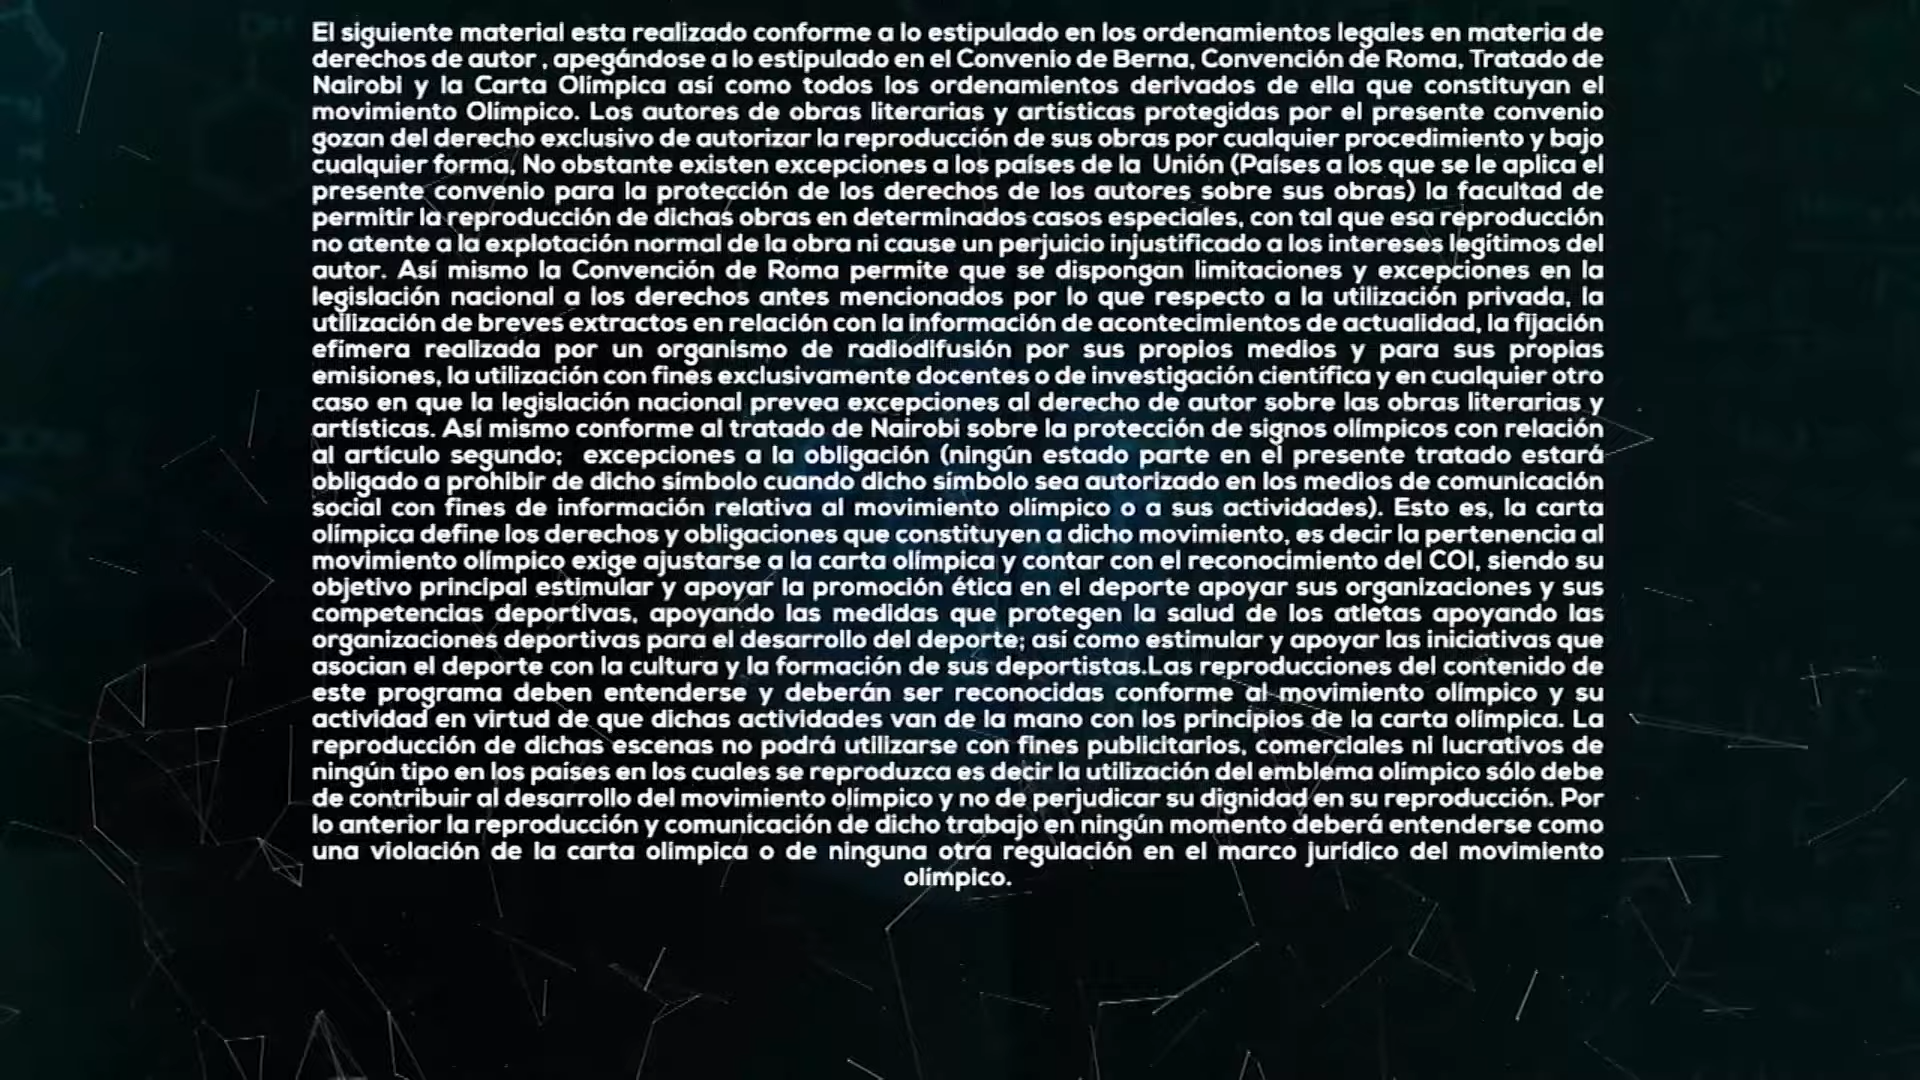 El siguiente material esta realizado conforme a lo estipulado en los ordenamientos legales en materia de
derechos de autor , apegándose a lo estipulado en el Convenio de Berna, Convención de Roma, Tratado de
Nairobi y la Carta Olímpica así como todos los ordenamientos derivados de ella que constituyan el
movimiento Olímpico. Los autores de obras literarias y artísticas protegidas por el presente convenio
gozan del derecho exclusivo de autorizar la reproducción de sus obras por cualquier procedimiento y bajo
cualquier forma, No obstante existen excepciones a los países de la Unión (Países a los que se le aplica el
presente convenio para la protección de los derechos de los autores sobre sus obras) la facultad de
permitir la reproducción de dichas obras en determinados casos especiales, con tal que esa reproducción
no atente a la explotación normal de la obra ni cause un perjuicio injustificado a los intereses legítimos del
autor. Así mismo la Convención de Roma permite que se dispongan limitaciones y excepciones en la
legislación nacional a los derechos antes mencionados por lo que respecto a la utilización privada, la
utilización de breves extractos en relación con la información de acontecimientos de actualidad, la fijación
efímera realizada por un organismo de radiodifusión por sus propios medios y para sus propias
emisiones, la utilización con fines exclusivamente docentes o de investigación científica y en cualquier otro
caso en que la legislación nacional prevea excepciones al derecho de autor sobre las obras literarias y
artísticas. Así mismo conforme al tratado de Nairobi sobre la protección de signos olímpicos con relación
al artículo segundo; excepciones a la obligación (ningún estado parte en el presente tratado estará
obligado a prohibir de dicho símbolo cuando dicho símbolo sea autorizado en los medios de comunicación
social con fines de información relativa al movimiento olímpico o a sus actividades). Esto es, la carta
olímpica define los derechos y obligaciones que constituyen a dicho movimiento, es decir la pertenencia al
movimiento olímpico exige ajustarse a la carta olímpica y contar con el reconocimiento del COI, siendo su
objetivo principal estimular y apoyar la promoción ética en el deporte apoyar sus organizaciones y sus
competencias deportivas, apoyando las medidas que protegen la salud de los atletas apoyando las
organizaciones deportivas para el desarrollo del deporte; así como estimular y apoyar las iniciativas que
asocian el deporte con la cultura y la formación de sus deportistas.Las reproducciones del contenido de
este programa deben entenderse y deberán ser reconocidas conforme al movimiento olímpico y su
actividad en virtud de que dichas actividades van de la mano con los principios de la carta olímpica. La
reproducción de dichas escenas no podrá utilizarse con fines publicitarios, comerciales ni lucrativos de
ningún tipo en los países en los cuales se reproduzca es decir la utilización del emblema olímpico sólo debe
de contribuir al desarrollo del movimiento olímpico y no de perjudicar su dignidad en su reproducción. Por
lo anterior la reproducción y comunicación de dicho trabajo en ningún momento deberá entenderse como
una violación de la carta olimpica o de ninguna otra regulación en el marco jurídico del movimiento
olímpico.